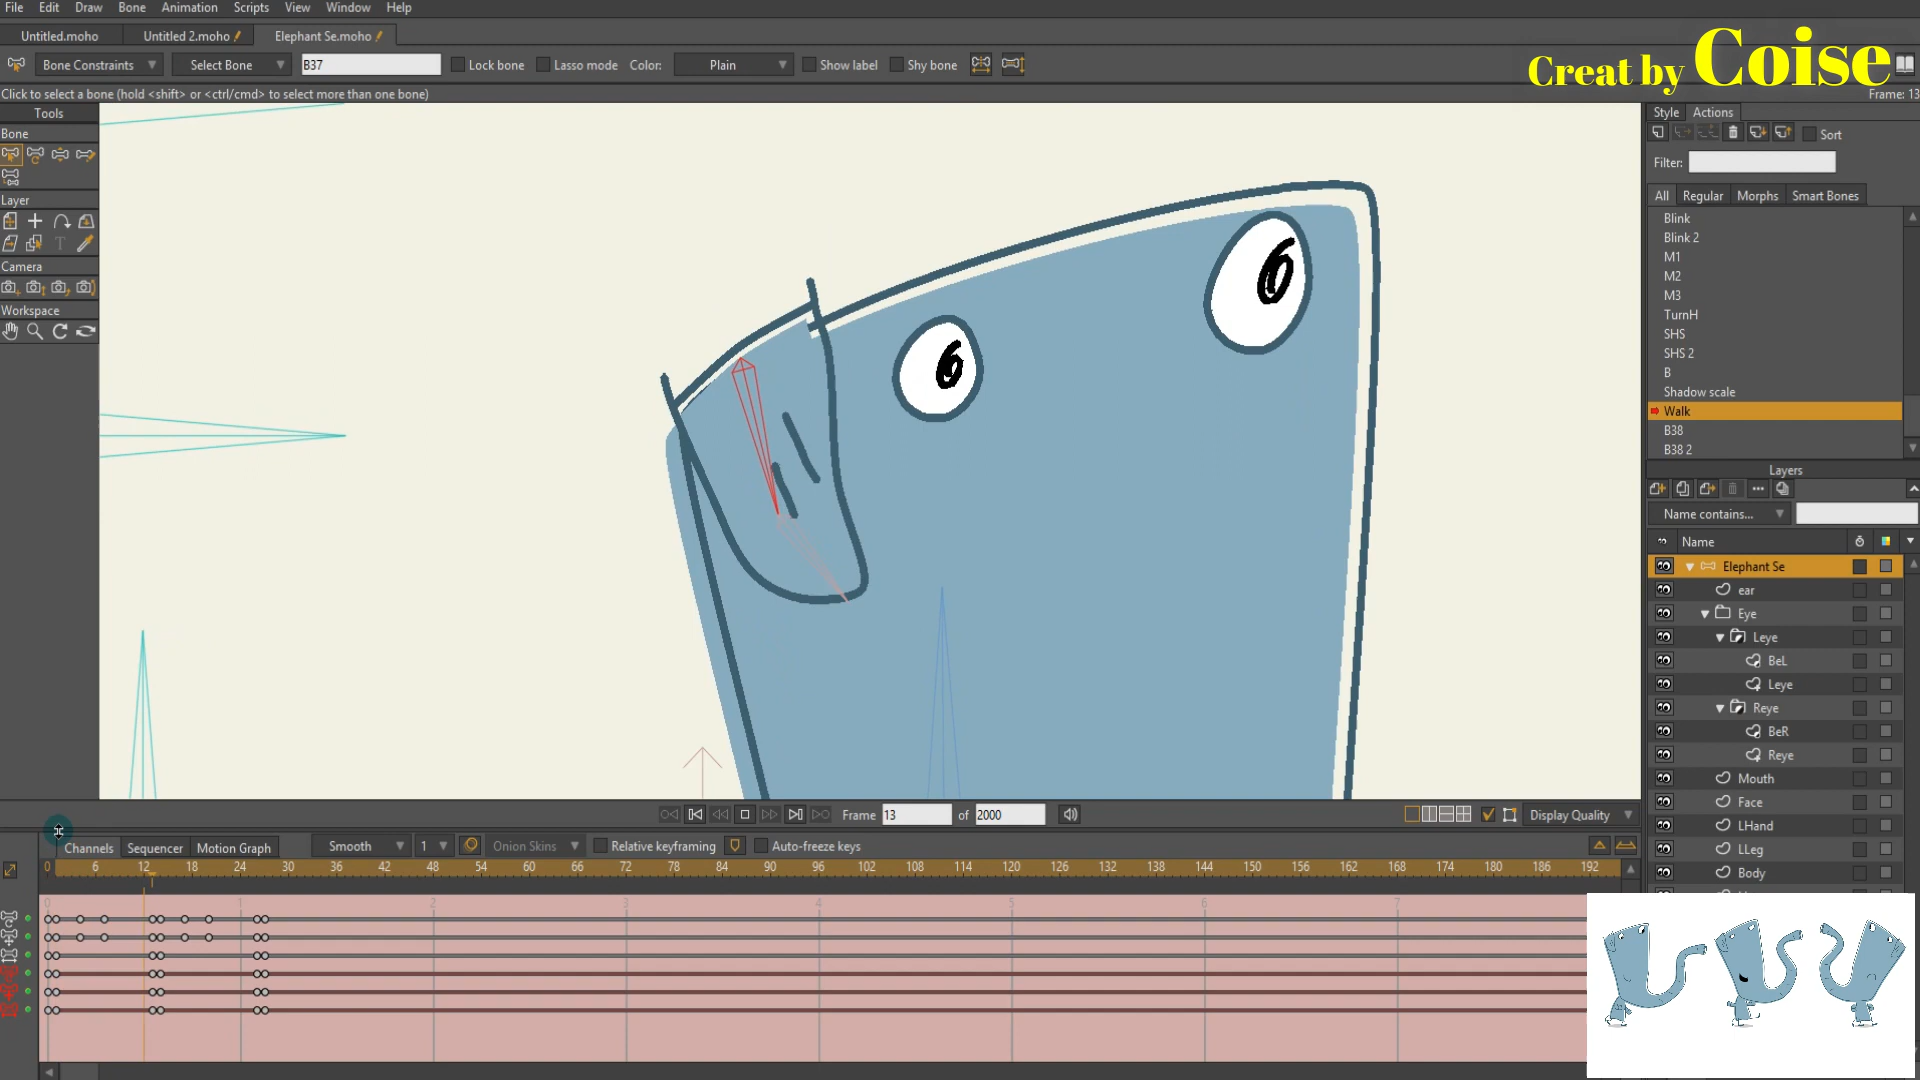 File Edit Draw Bone Animation Scripts View Window Help
Untitled.moho Untitled 2.moho Elephant Se.moho
Creat by Coise
Bone Constraints Select Bone B37 Lock bone Lasso mode Color: Plain Show label Shy bone
Click to select a bone (hold <shift> or <ctrl/cmd> to select more than one bone)
Frame: 13
Tools
Bone
Layer
Camera
Workspace
Style Actions
Sort
Filter:
All Regular Morphs Smart Bones
Blink
Blink 2
M1
M2
M3
TurnH
SHS
SHS 2
B
Shadow scale
Walk
B38
B38 2
Layers
Name contains...
Name
Elephant Se
ear
Eye
Leye
BeL
Leye
Reye
BeR
Reye
Mouth
Face
LHand
LLeg
Body
Frame 13 of 2000 Display Quality
Channels Sequencer Motion Graph Smooth 1 Onion Skins Relative keyframing Auto-freeze keys
0 6 12 18 24 30 36 42 48 54 60 66 72 78 84 90 96 102 108 114 120 126 132 138 144 150 156 162 168 174 180 186 192
0 1 2 3 4 5 6 7